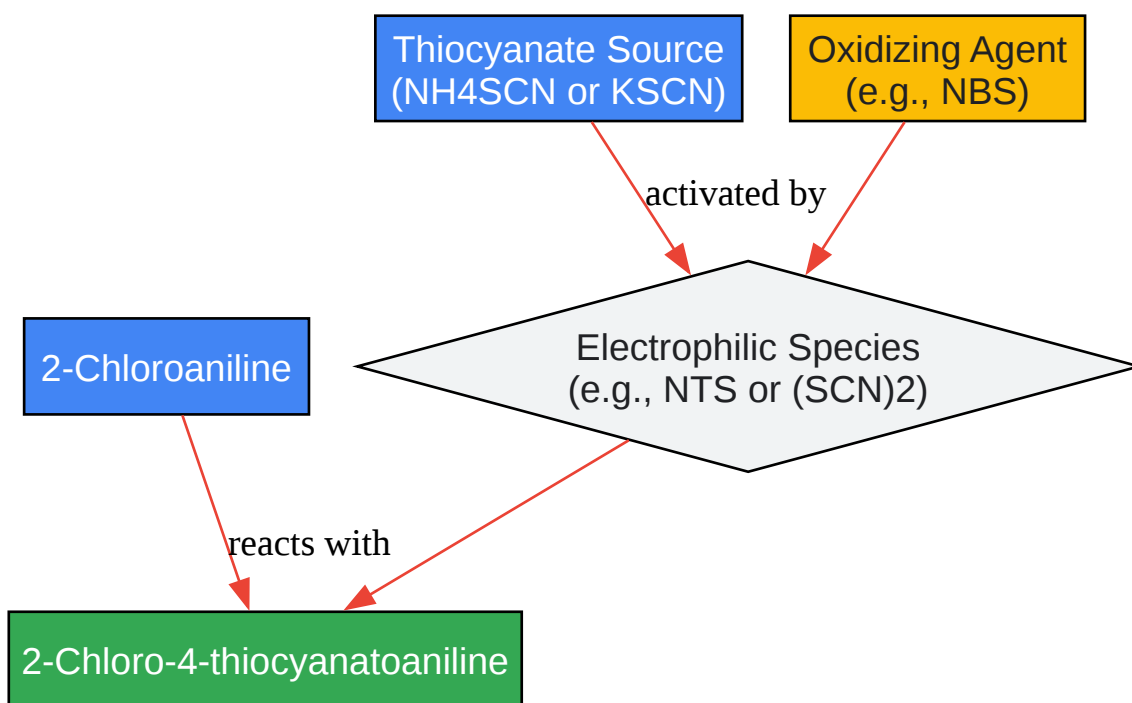 Thiocyanate Source
(NH4SCN or KSCN)
Oxidizing Agent
(e.g., NBS)
activated by
2-Chloroaniline
Electrophilic Species
(e.g., NTS or (SCN)2)
reacts with
2-Chloro-4-thiocyanatoaniline